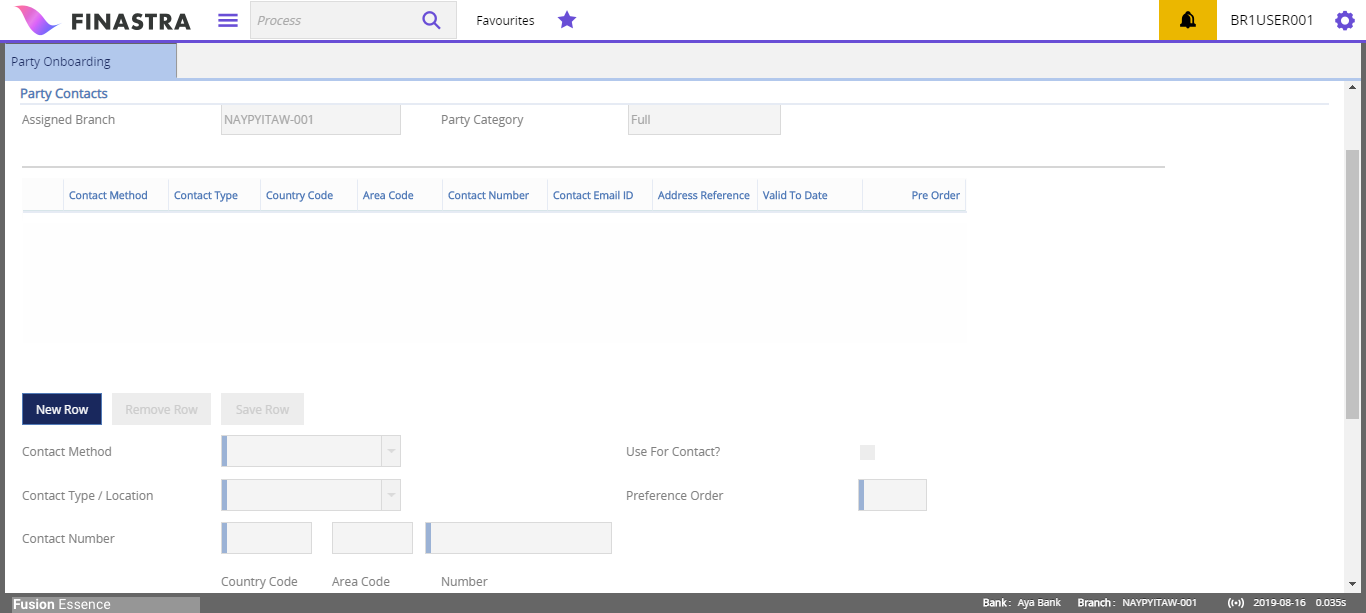 FINASTRA Process Favourites BR1USER001
Party Onboarding
Party Contacts
Assigned Branch NAYPYITAW-001 Party Category Full
Contact Method Contact Type Country Code Area Code Contact Number Contact Email ID Address Reference Valid To Date Pre Order
New Row Remove Row Save Row
Contact Method Use For Contact?
Contact Type / Location Preference Order
Contact Number
Country Code Area Code Number
Fusion Essence Bank : Aya Bank Branch : NAYPYITAW-001 2019-08-16 0.035s